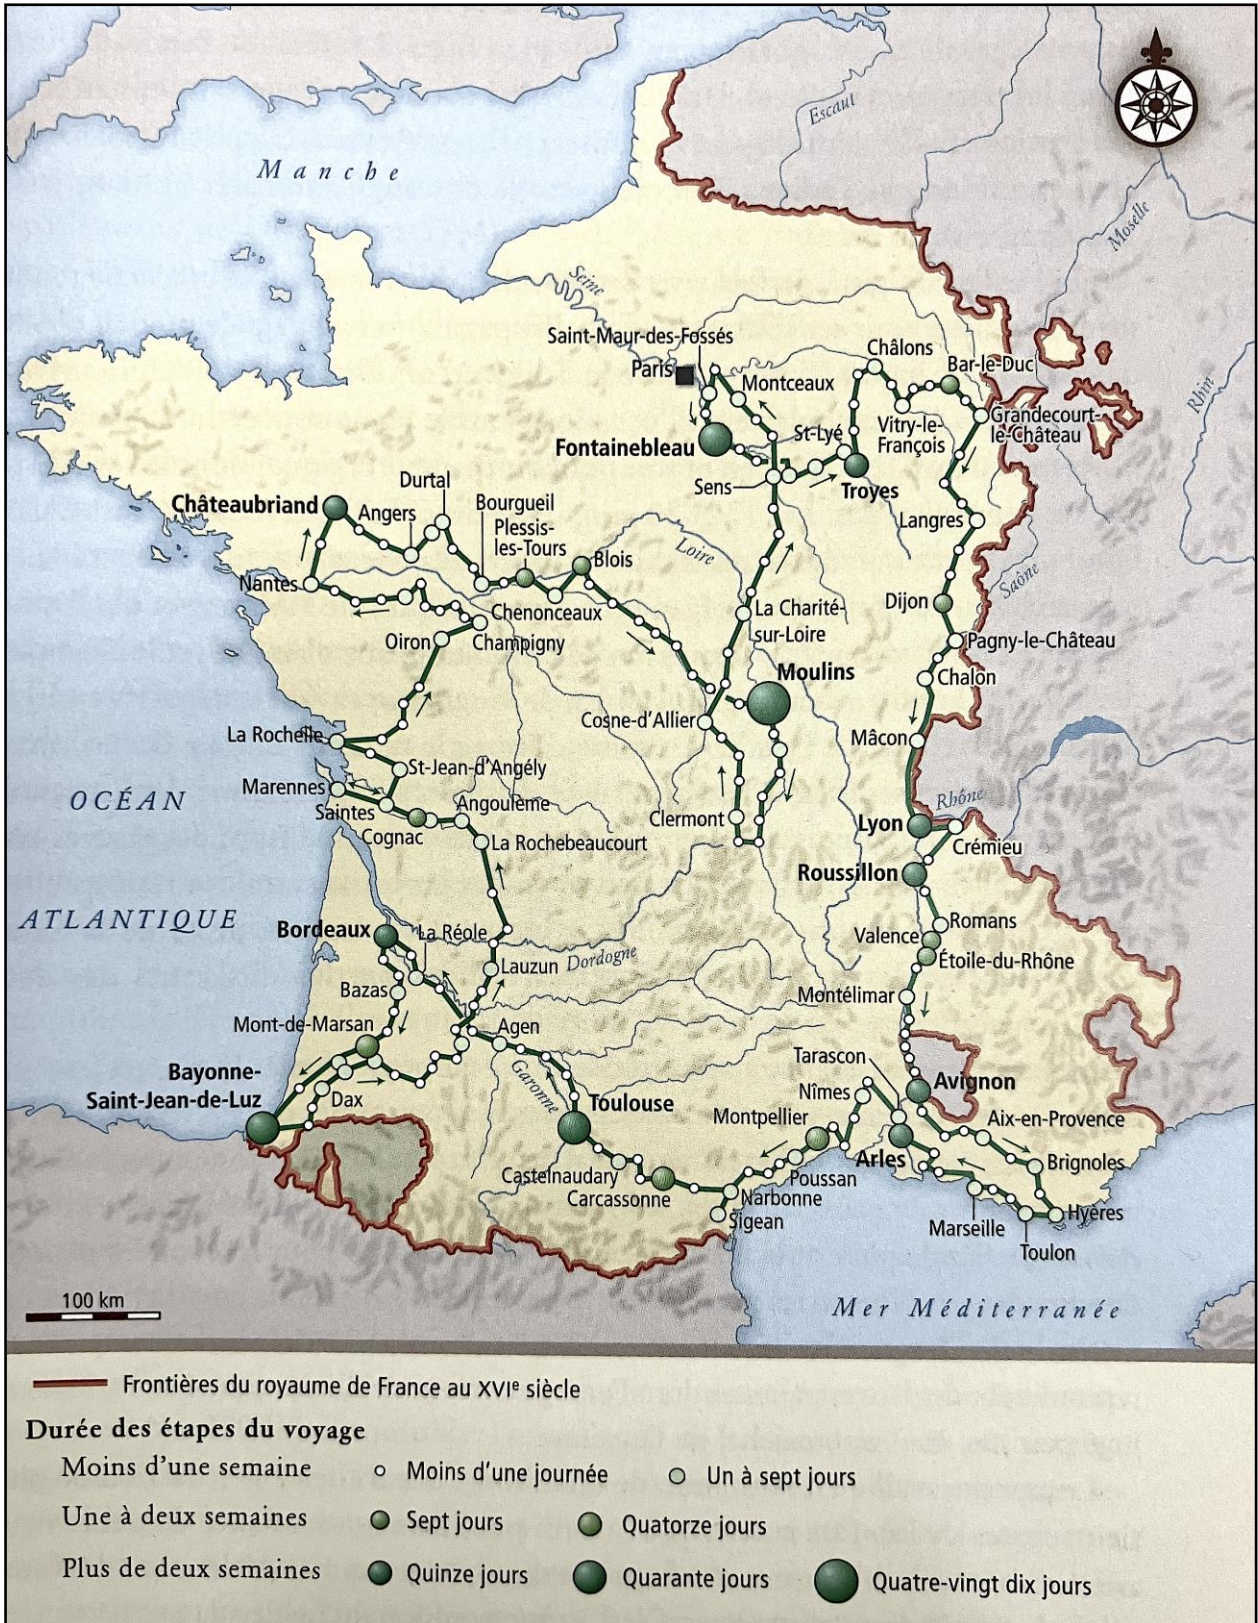 Escaut
Manche
Moselle
Seine
Saint-Maur-des-Fossés
Paris
Châlons
Bar-le-Duc
Montceaux
Rhin
Vitry-le-
François
Grandecourt-
le-Château
St-Lyé
Fontainebleau
Sens
Troyes
Durtal
Châteaubriand
Angers
Bourgueil
Plessis-
les-Tours
Langres
Blois
Loire
Nantes
Saône
Chenonceaux
Dijon
La Charité-
sur-Loire
Oiron
Champigny
Pagny-le-Château
Moulins
Chalon
Cosne-d'Allier
La Rochelle
Mâcon
St-Jean-d'Angély
Marennes
OCÉAN
Rhône
Saintes
Angoulème
Clermont
Lyon
Cognac
La Rochebeaucourt
Crémieu
Roussillon
ATLANTIQUE
Bordeaux
La Réole
Romans
Valence
Lauzun
Dordogne
Étoile-du-Rhône
Bazas
Montélimar
Mont-de-Marsan
Agen
Tarascon
Bayonne-
Saint-Jean-de-Luz
Garonne
Avignon
Nîmes
Dax
Toulouse
Montpellier
Aix-en-Provence
Arles
Brignoles
Castelnaudary
Poussan
Carcassonne
Narbonne
Sigean
Hyères
Marseille
Toulon
100 km
Mer Méditerranée
Frontières du royaume de France au XVIe siècle
Durée des étapes du voyage
Moins d'une semaine Moins d'une journée Un à sept jours
Une à deux semaines Sept jours Quatorze jours
Plus de deux semaines Quinze jours Quarante jours Quatre-vingt dix jours